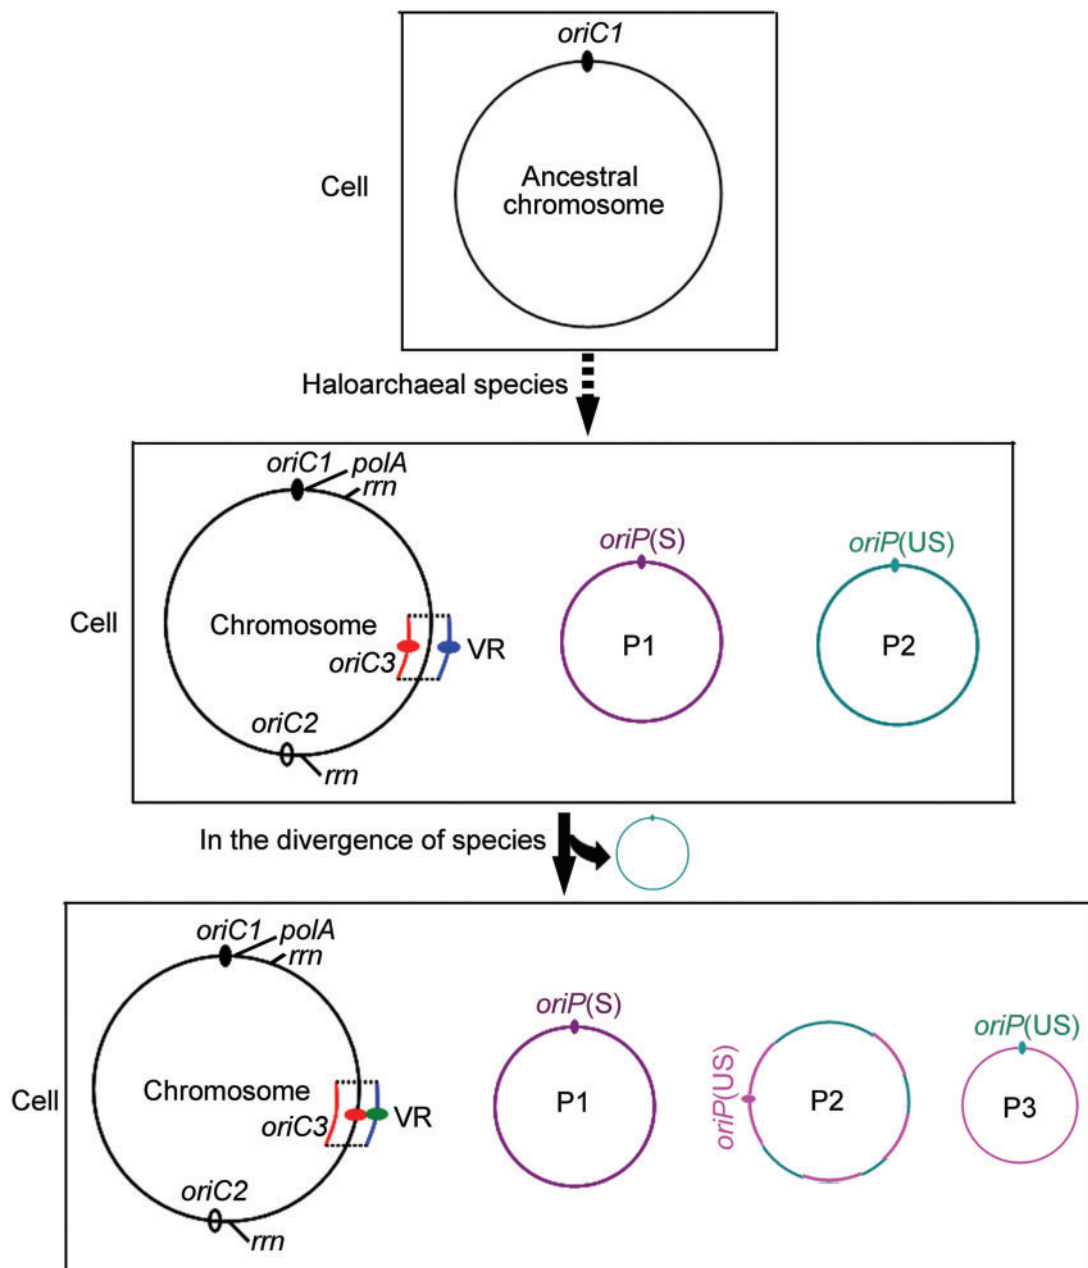 oriC1
Ancestral
chromosome
Cell
Haloarchaeal species
oriC1 polA
rrn
oriP(S)
oriP(US)
Cell
Chromosome
oriC3
VR
P1
P2
oriC2
rrn
In the divergence of species
oriC1 polA
rrn
oriP(S)
oriP(US)
oriP(US)
Cell
Chromosome
oriC3
VR
P1
P2
P3
oriC2
rrn